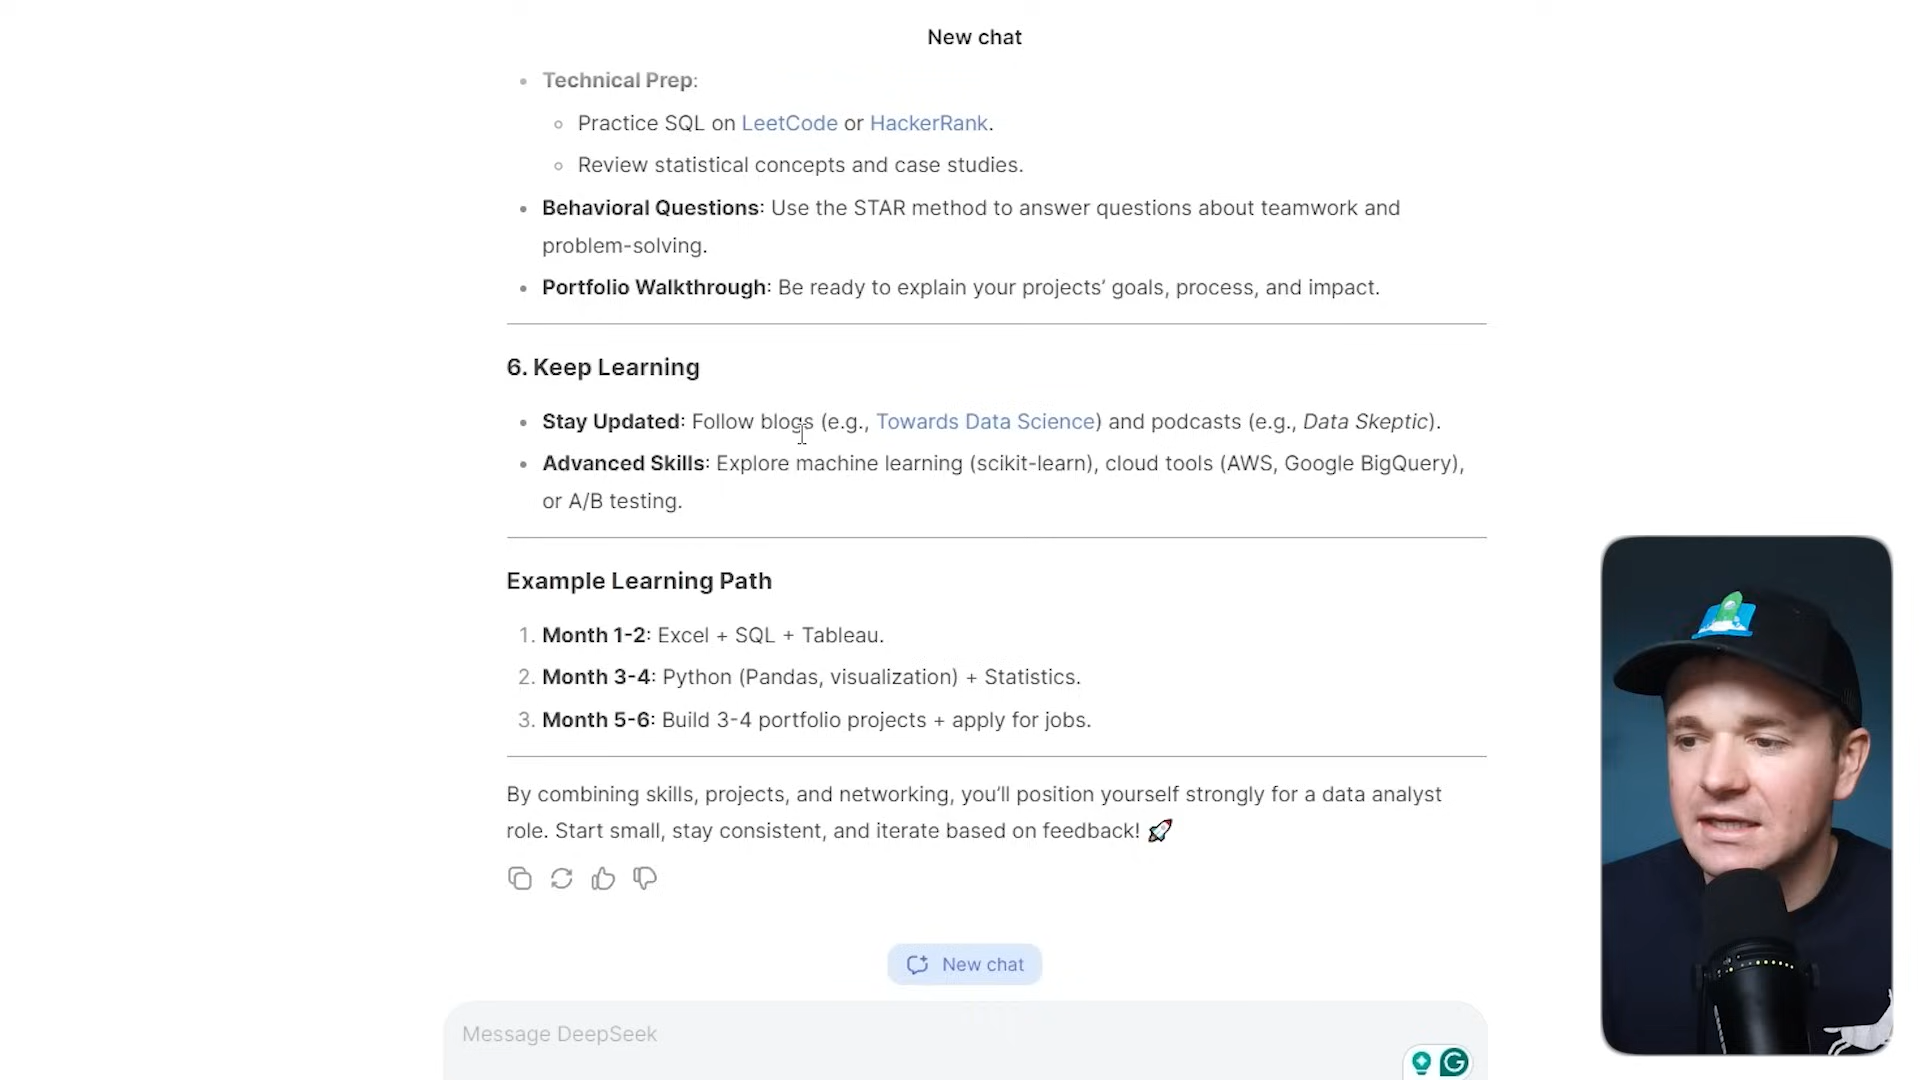 New chat
Technical Prep:
Practice SQL on LeetCode or HackerRank.
Review statistical concepts and case studies.
Behavioral Questions: Use the STAR method to answer questions about teamwork and
problem-solving.
Portfolio Walkthrough: Be ready to explain your projects’ goals, process, and impact.
6. Keep Learning
Stay Updated: Follow blogs (e.g., Towards Data Science) and podcasts (e.g., Data Skeptic).
Advanced Skills: Explore machine learning (scikit-learn), cloud tools (AWS, Google BigQuery),
or A/B testing.
Example Learning Path
1. Month 1-2: Excel + SQL + Tableau.
2. Month 3-4: Python (Pandas, visualization) + Statistics.
3. Month 5-6: Build 3-4 portfolio projects + apply for jobs.
By combining skills, projects, and networking, you’ll position yourself strongly for a data analyst
role. Start small, stay consistent, and iterate based on feedback! 🚀
New chat
Message DeepSeek